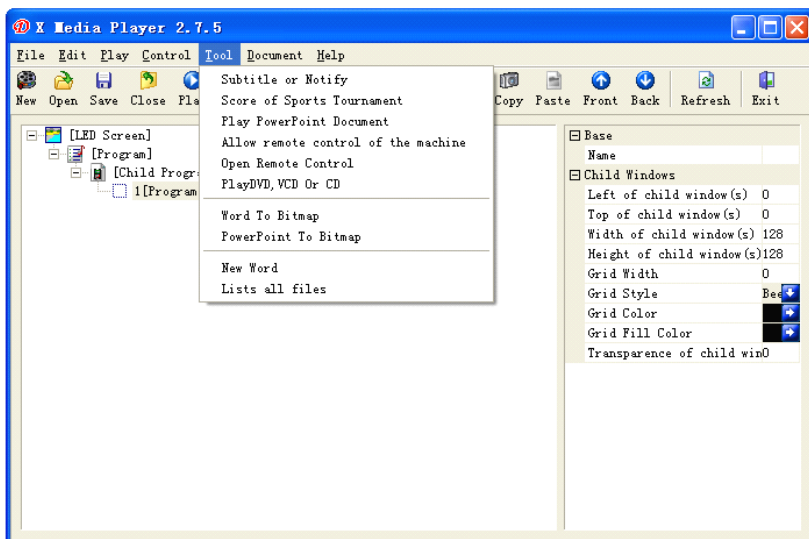 X Media Player 2.7.5
File Edit Play Control Tool Document Help
New Open Save Close Copy Paste Front Back Refresh Exit
Subtitle or Notify
Score of Sports Tournament
Play PowerPoint Document
Allow remote control of the machine
Open Remote Control
PlayDVD,VCD Or CD
Word To Bitmap
PowerPoint To Bitmap
New Word
Lists all files
[LED Screen]
[Program]
[Child Progr
1[Program
Base
Name
Child Windows
Left of child window(s) 0
Top of child window(s) 0
Width of child window(s) 128
Height of child window(s) 128
Grid Width 0
Grid Style
Grid Color
Grid Fill Color
Transparence of child win0